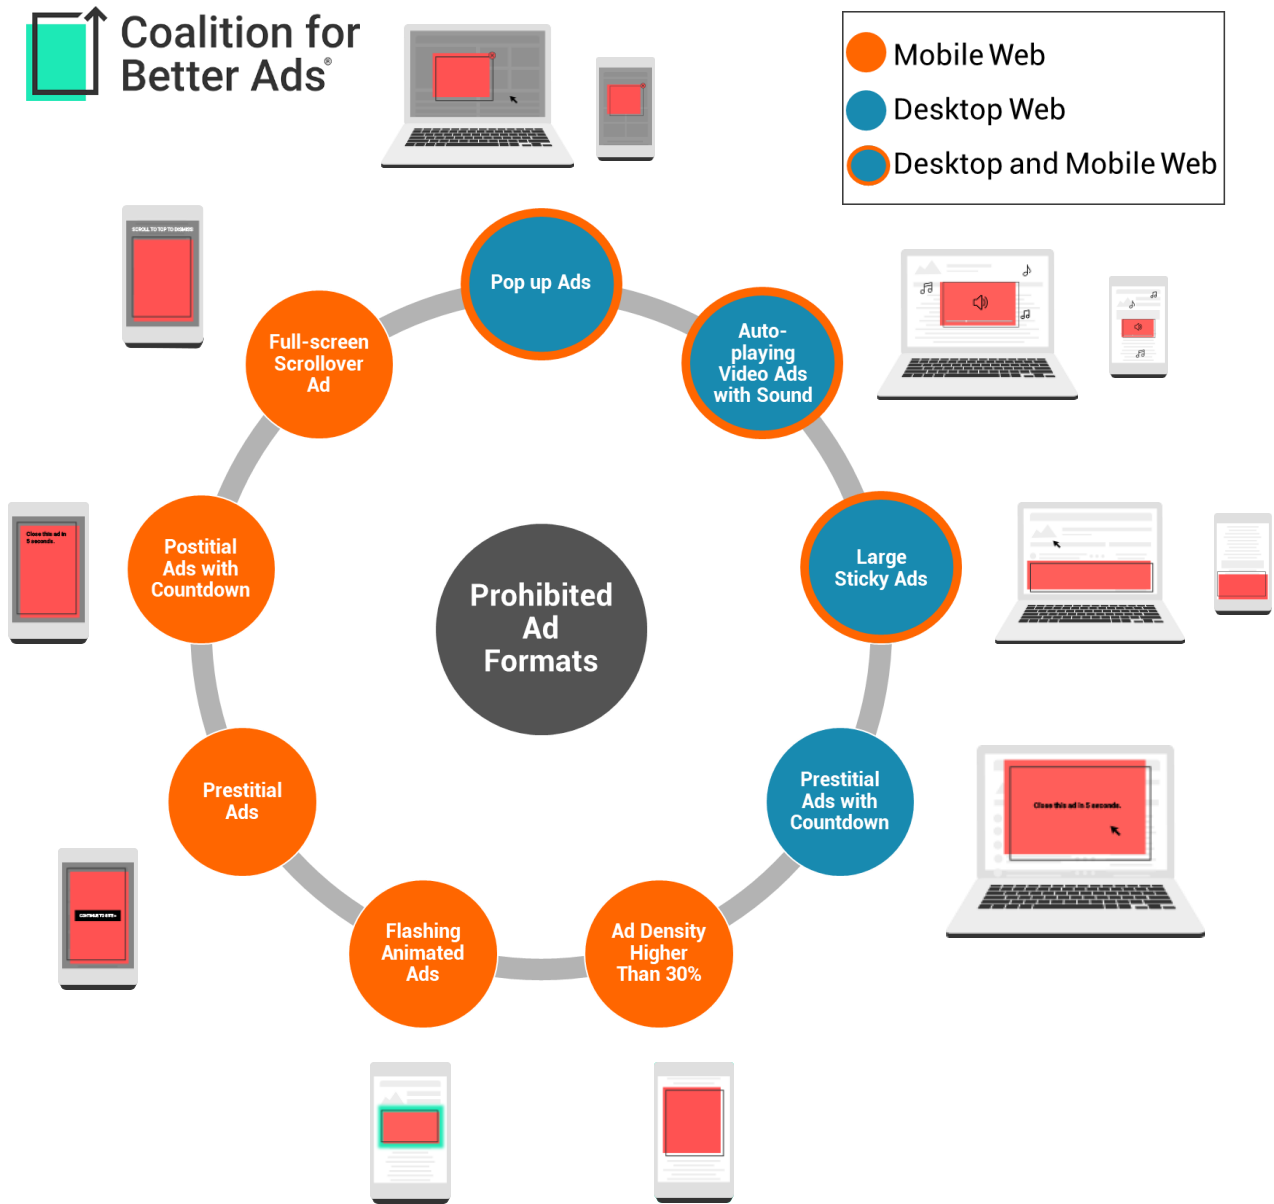 Coalition for
Better Ads®
Mobile Web
Desktop Web
Desktop and Mobile Web
SCROLL TO TOP TO DISMISS
Pop up Ads
Auto-
playing
Video Ads
with Sound
Full-screen
Scrollover
Ad
Close this ad in
5 seconds.
Postitial
Ads with
Countdown
Large
Sticky Ads
Prohibited
Ad
Formats
Prestitial
Ads
Prestitial
Ads with
Countdown
Close this ad in 5 seconds.
CONTINUE TO SITE
Flashing
Animated
Ads
Ad Density
Higher
Than 30%